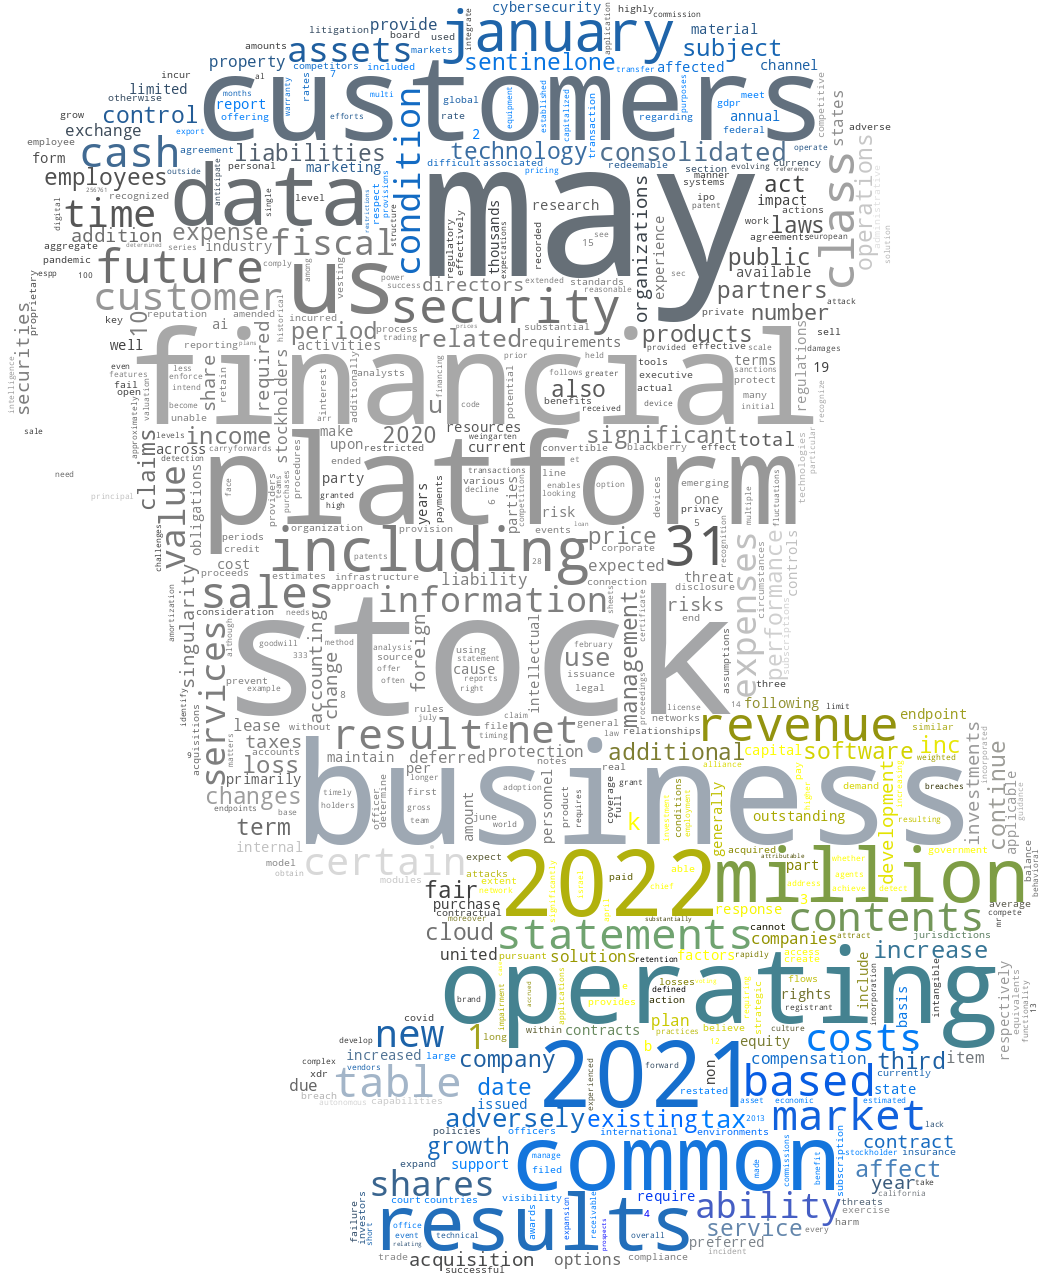 cybersecurity highly commission
litigation board used
provide january integrate application
amounts assets markets material
property sentinelone subject
incur competitors included transfer affected channel
limited customers
otherwise months warranty rates multi
report global equipment established capitalized transaction purposes gdpr meet
grow control offering efforts rate regarding annual competitive states
exchange export condition 2 federal adverse
employee cash agreement liabilities technology consolidated operate
form outside personal marketing difficult associated redeemable section evolving currency
employees 256761 data respect provisions pricing may manner reference
recognized anticipate single level restrictions systems act class operations administrative
digital time structure research organizations ipo impact
addition expense thousands patent actions
aggregate determined series industry fiscal regulatory effectively expectations recorded see 15 experience work laws
pandemic future comply among vesting us power directors extended standards sec agreements european
espp 100 success reasonable public available solution
proprietary customer historical incurred security private partners attack
key reputation amended process substantial number
well 10 ai period trading related requirements products sell
securities reporting plans activities prices provided effective scale damages
intelligence even less required financial prior held tools terms regulations
features enforce share stockholders interest analysts financing follows greater executive sanctions 19
fail intend retain arr additionally potential also actual protect
open valuation become code benefits device many recognize
unable u received initial
sale approximately levels income make 2020 resources weingarten significant total
claims across carryforwards upon restricted current convertible blackberry effect particular
need detection value ended platform et technologies
face provider teams purchases procedures party transactions line devices emerging
obligations granted years payments various enables option one multiple fluctuations
principal high decline 6 parties competition looking risk privacy
organization provision events loan 5 recognition
challenges periods including patents 28 price 31 expenses performance controls
credit corporate
cost estimates infrastructure liability expected threat circumstances
proceeds approach connection disclosure
amortization singularity sales information sheets certificate risks subscriptions
consideration needs end
services although goodwill method analysis foreign using february management assumptions
accounting source statement use
333 offer cause issuance
prevent change often reports intellectual legal proceedings three
example 8 right stock license 14 following limit
identify rules claim general networks revenue endpoint
acquisitions lease without july file law relationships similar
taxes result net timing additional capital software inc
9 matters accounts maintain deferred protection notes real alliance weighted
loss per adoption grant investments incorporated
primarily timely officer determine longer first personnel product coverage full conditions demand breaches continue applicable guidance
changes endpoints holders gross amount june requires k employment generally development increasing
base team world business outstanding resulting
term internal certain expect acquired attributable government
model attacks 2022 able million balance behavioral
obtain modules extent significantly israel paid chief part whether agents
fair network april address achieve detect
purchase w average
contractual moreover substantially response contents compete
cloud statements cannot companies attract jurisdictions mr
united pursuant solutions retention factors rapidly access create increase
impairment accrued applications losses flows include incorporation intangible respectively equivalents functionality
brand operating defined strategic rights
provides action registrant 13
covid 1 within contracts plan believe culture basis
new long practices 12 equity costs
develop b
complex increased large company experienced forward non compensation third item
xdr vendors 2021 based currently
due table date restated asset economic state
breach issued estimated
autonomous capabilities adversely existing tax 2013 market lack
policies officers international environments
growth manage common made commissions benefit subscription contract
expand support filed stockholder insurance
affect year take
shares require california
court countries visibility ability threats
failure investors short office results awards expansion receivable 4 exercise
event technical prospects overall service every harm
relating preferred
trade acquisition options compliance incident
successful